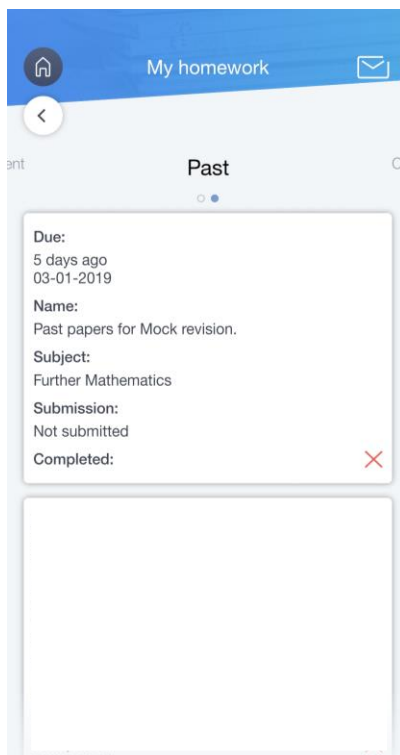 My homework
ent
Past
C
Due:
5 days ago
03-01-2019
Name:
Past papers for Mock revision.
Subject:
Further Mathematics
Submission:
Not submitted
Completed: